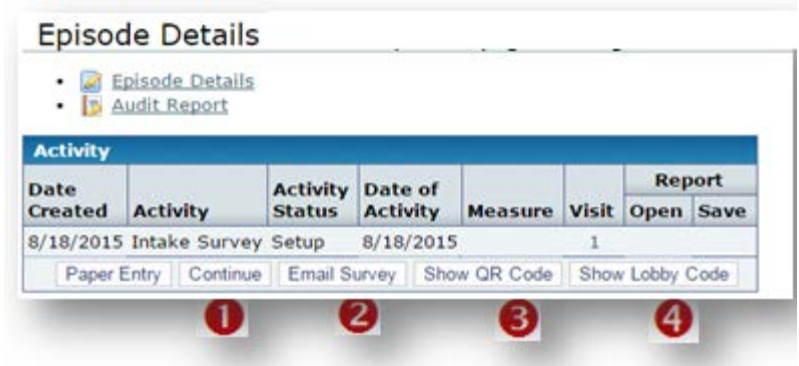 Episode Details
Episode Details
Audit Report
Activity
Date Created Activity Activity Status Date of Activity Measure Visit Report Open Save
8/18/2015 Intake Survey Setup 8/18/2015 1
Paper Entry Continue Email Survey Show QR Code Show Lobby Code
1 2 3 4